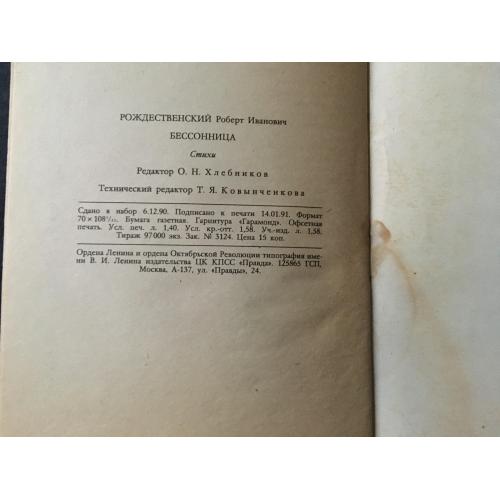 РОЖДЕСТВЕНСКИЙ Роберт Иванович
БЕССОННИЦА
Стихи
Редактор О. Н. Хлебников
Технический редактор Т. Я. Ковынченкова
Сдано в набор 6.12.90. Подписано к печати 14.01.91. Формат
70 × 108¹/₃₂. Бумага газетная. Гарнитура «Гарамонд». Офсетная
печать. Усл. печ. л. 1,40. Усл. кр.-отт. 1,58. Уч.-изд. л. 1,58.
Тираж 97 000 экз. Зак. № 3124. Цена 15 коп.
Ордена Ленина и ордена Октябрьской Революции типография име-
ни В. И. Ленина издательства ЦК КПСС «Правда». 125865 ГСП,
Москва, А-137, ул. «Правды», 24.